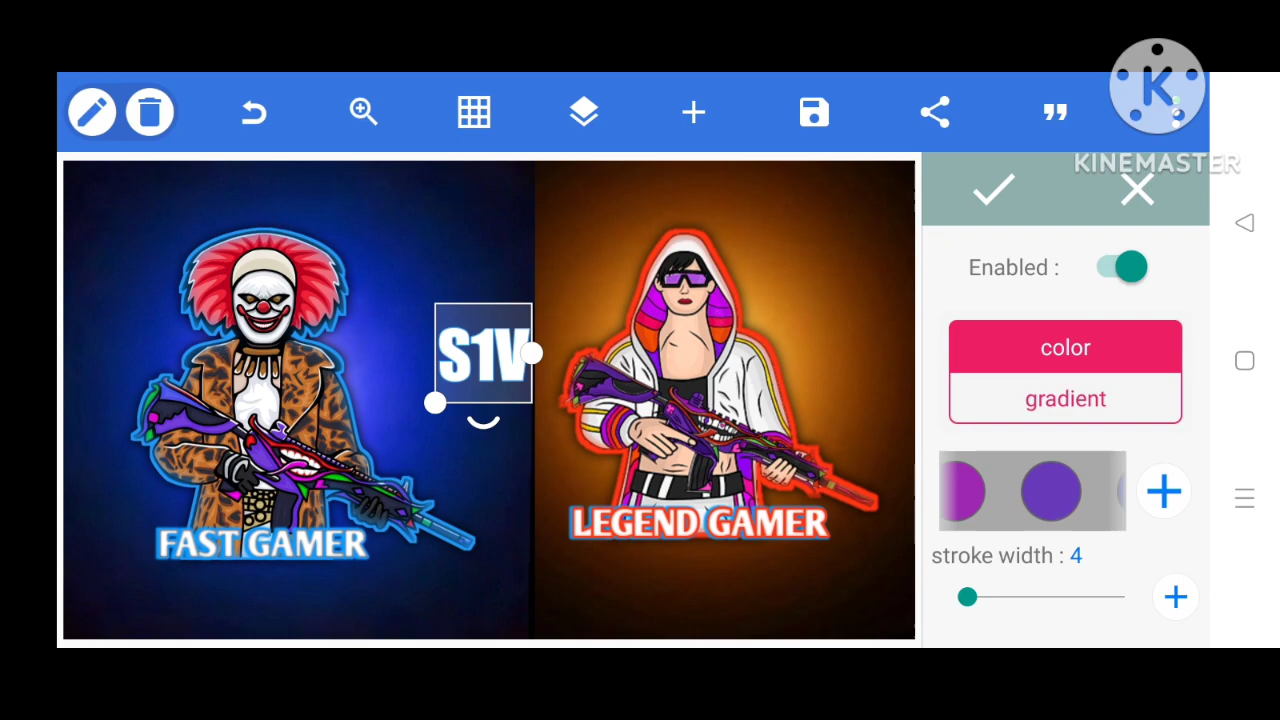 K
KINEMASTER
Enabled :
color
S1V
gradient
LEGEND GAMER
FAST GAMER
stroke width : 4